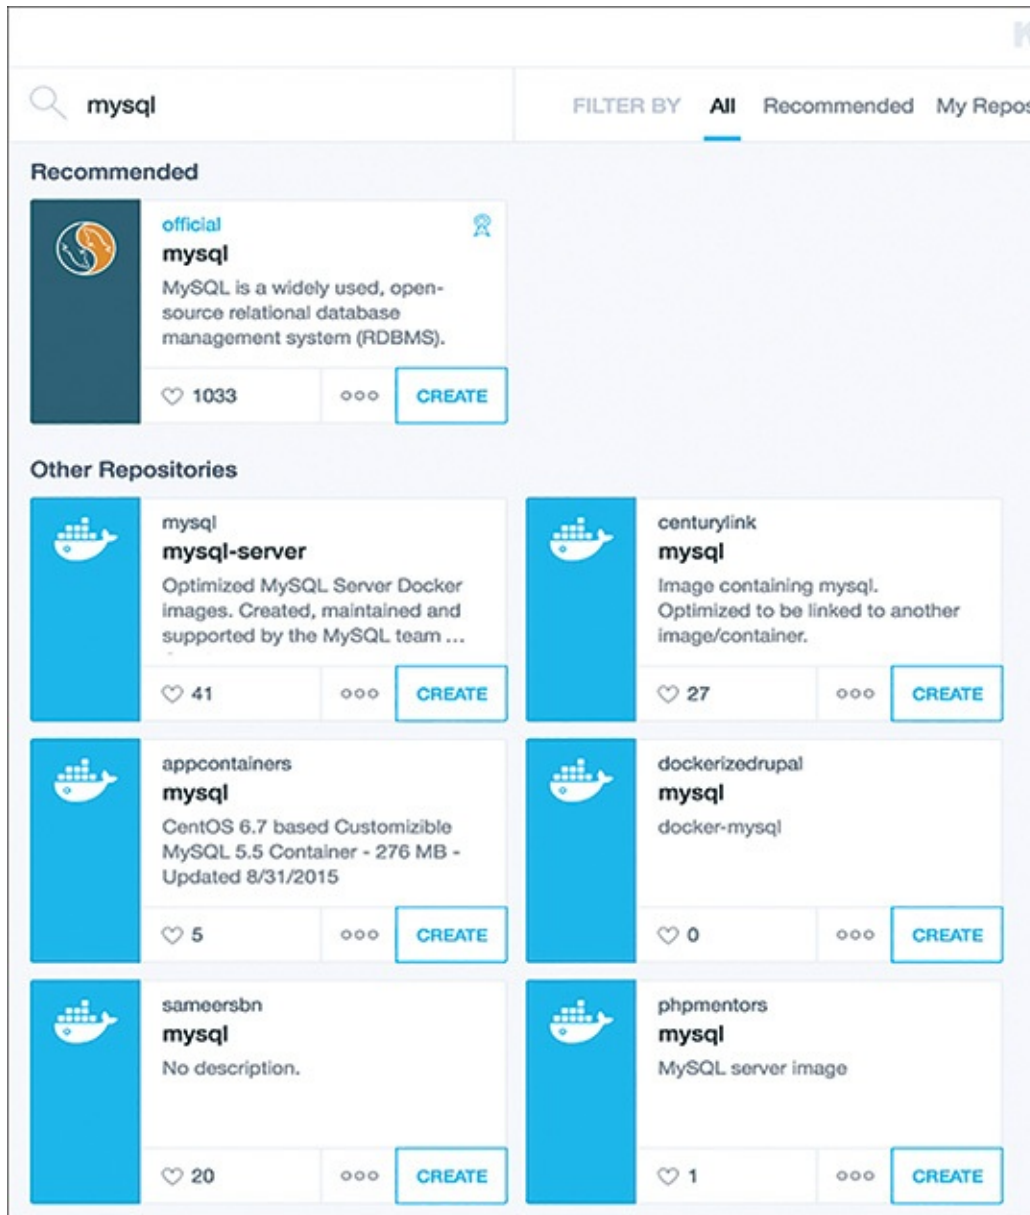 mysql
FILTER BY All Recommended My Repos
Recommended
official
mysql
MySQL is a widely used, open-
source relational database
management system (RDBMS).
1033
CREATE
Other Repositories
mysql
mysql-server
Optimized MySQL Server Docker
images. Created, maintained and
supported by the MySQL team ...
41
CREATE
centurylink
mysql
Image containing mysql.
Optimized to be linked to another
image/container.
27
CREATE
appcontainers
mysql
CentOS 6.7 based Customizible
MySQL 5.5 Container - 276 MB -
Updated 8/31/2015
5
CREATE
dockerizedrupal
mysql
docker-mysql
0
CREATE
sameersbn
mysql
No description.
20
CREATE
phpmentors
mysql
MySQL server image
1
CREATE